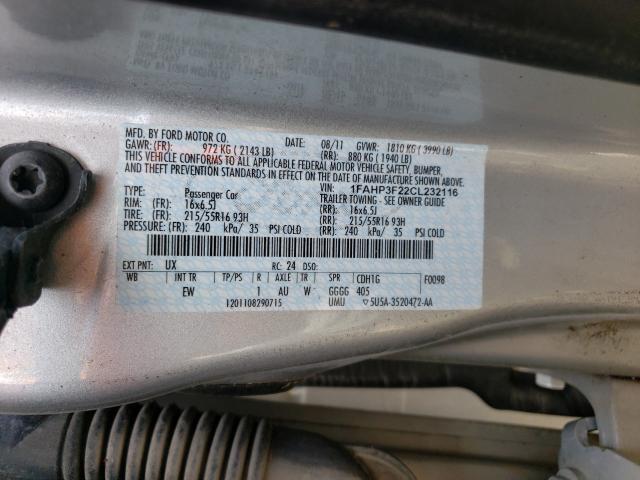 MFD. BY FORD MOTOR CO.
DATE: 08/11 GVWR: 1810 KG ( 3990 LB)
GAWR: (FR): 972 KG ( 2143 LB) (RR): 880 KG ( 1940 LB)
THIS VEHICLE CONFORMS TO ALL APPLICABLE FEDERAL MOTOR VEHICLE SAFETY, BUMPER,
AND THEFT PREVENTION STANDARDS IN EFFECT ON THE DATE OF MANUFACTURE SHOWN ABOVE.
VIN: 1FAHP3F22CL232116
TYPE: Passenger Car TRAILER TOWING - SEE OWNER GUIDE
RIM: (FR): 16x6.5J (RR): 16x6.5J
TIRE: (FR): 215/55R16 93H (RR): 215/55R16 93H
PRESSURE: (FR): 240 kPa/ 35 PSI COLD (RR): 240 kPa/ 35 PSI COLD
EXT PNT: UX RC: 24 DSO: F0098
WB INT TR TP/PS R AXLE TR SPR CDH1G
EW 1 AU W GGGG 405
1201108290715 UMU 5U5A-3520472-AA